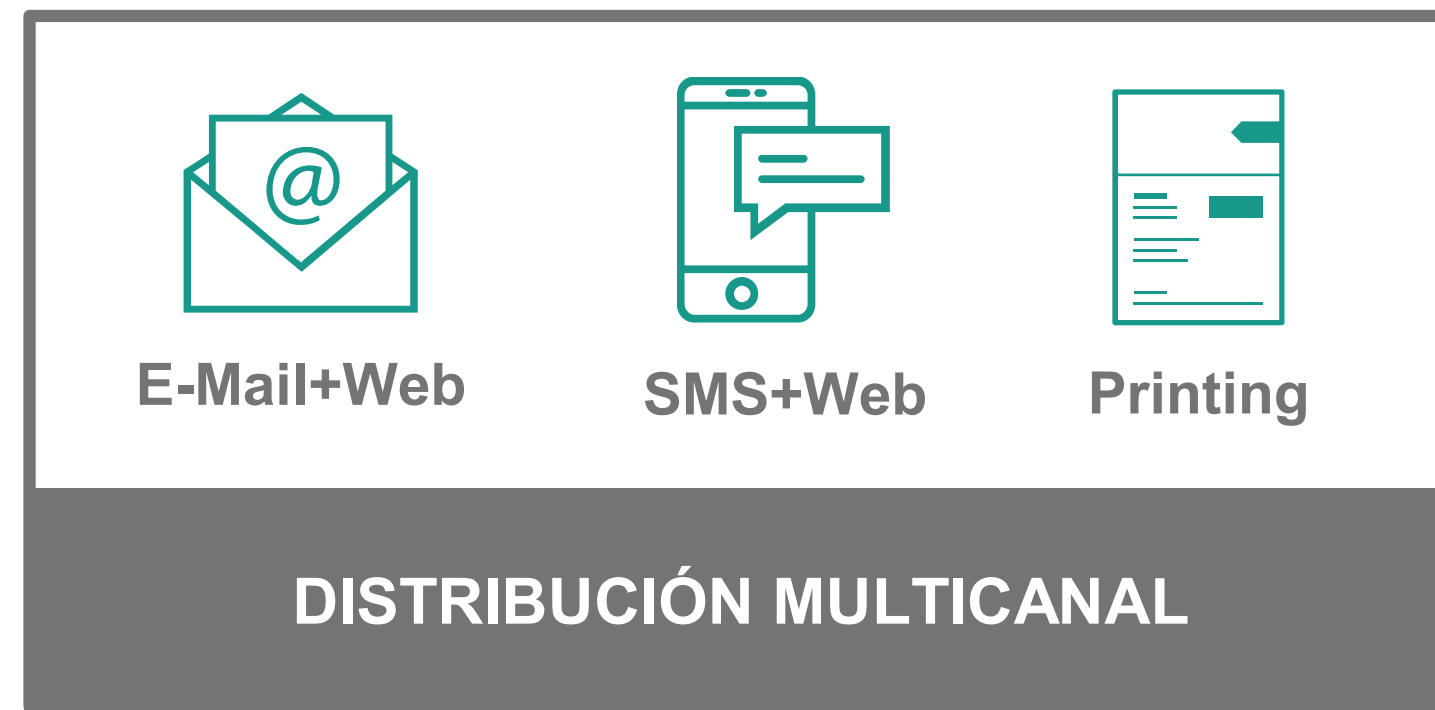 @
E-Mail+Web
SMS+Web
Printing
DISTRIBUCIÓN MULTICANAL